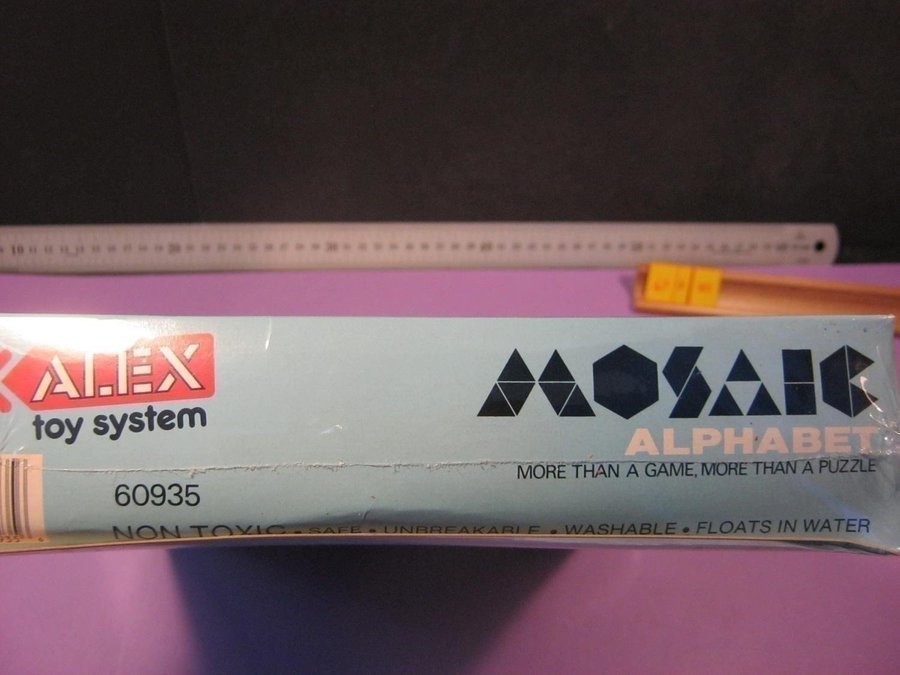 ALEX
toy system
MOSAIC
ALPHABET
MORE THAN A GAME, MORE THAN A PUZZLE
60935
NON TOXIC • SAFE • UNBREAKABLE • WASHABLE • FLOATS IN WATER
10